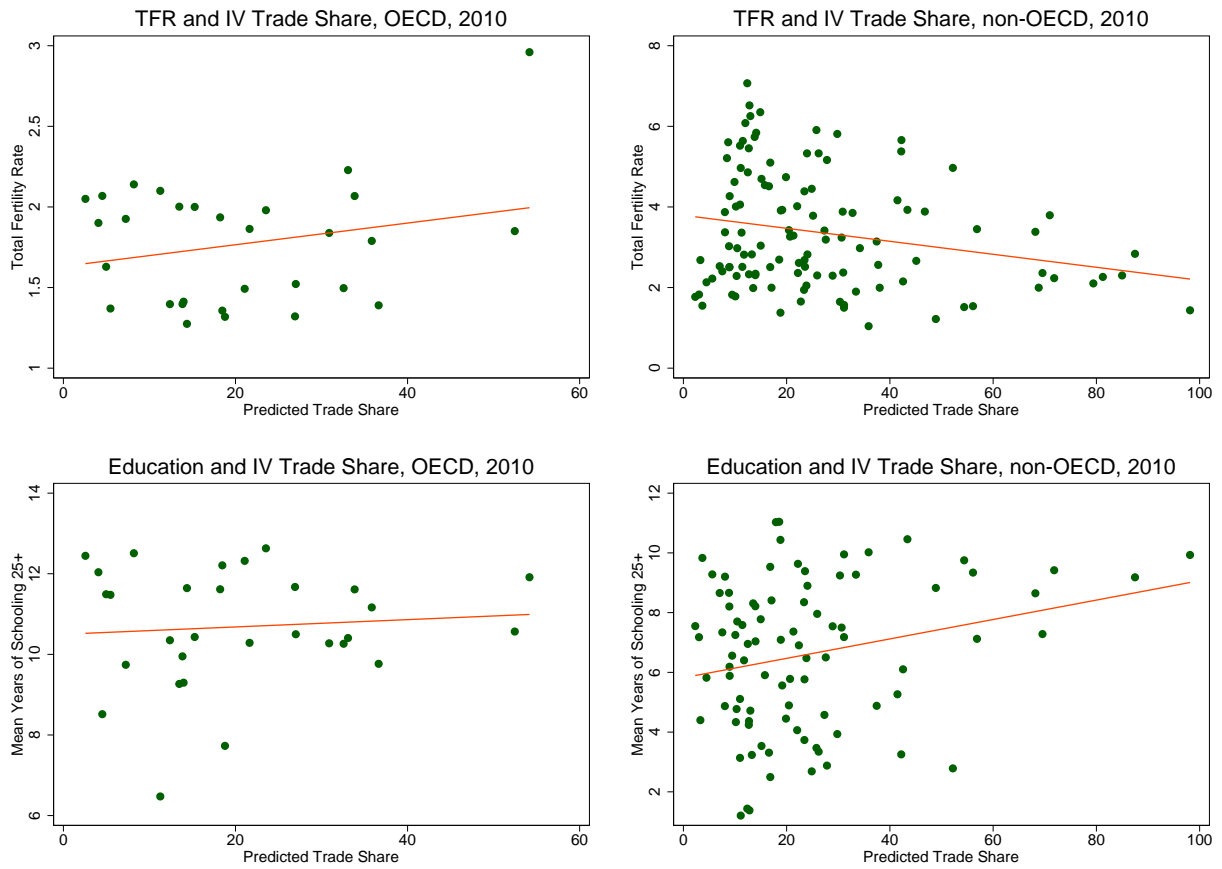 TFR and IV Trade Share, OECD, 2010
Total Fertility Rate
3
2.5
2
1.5
1
0 20 40 60
Predicted Trade Share
TFR and IV Trade Share, non-OECD, 2010
Total Fertility Rate
8
6
4
2
0
0 20 40 60 80 100
Predicted Trade Share
Education and IV Trade Share, OECD, 2010
Mean Years of Schooling 25+
14
12
10
8
6
0 20 40 60
Predicted Trade Share
Education and IV Trade Share, non-OECD, 2010
Mean Years of Schooling 25+
12
10
8
6
4
2
0 20 40 60 80 100
Predicted Trade Share